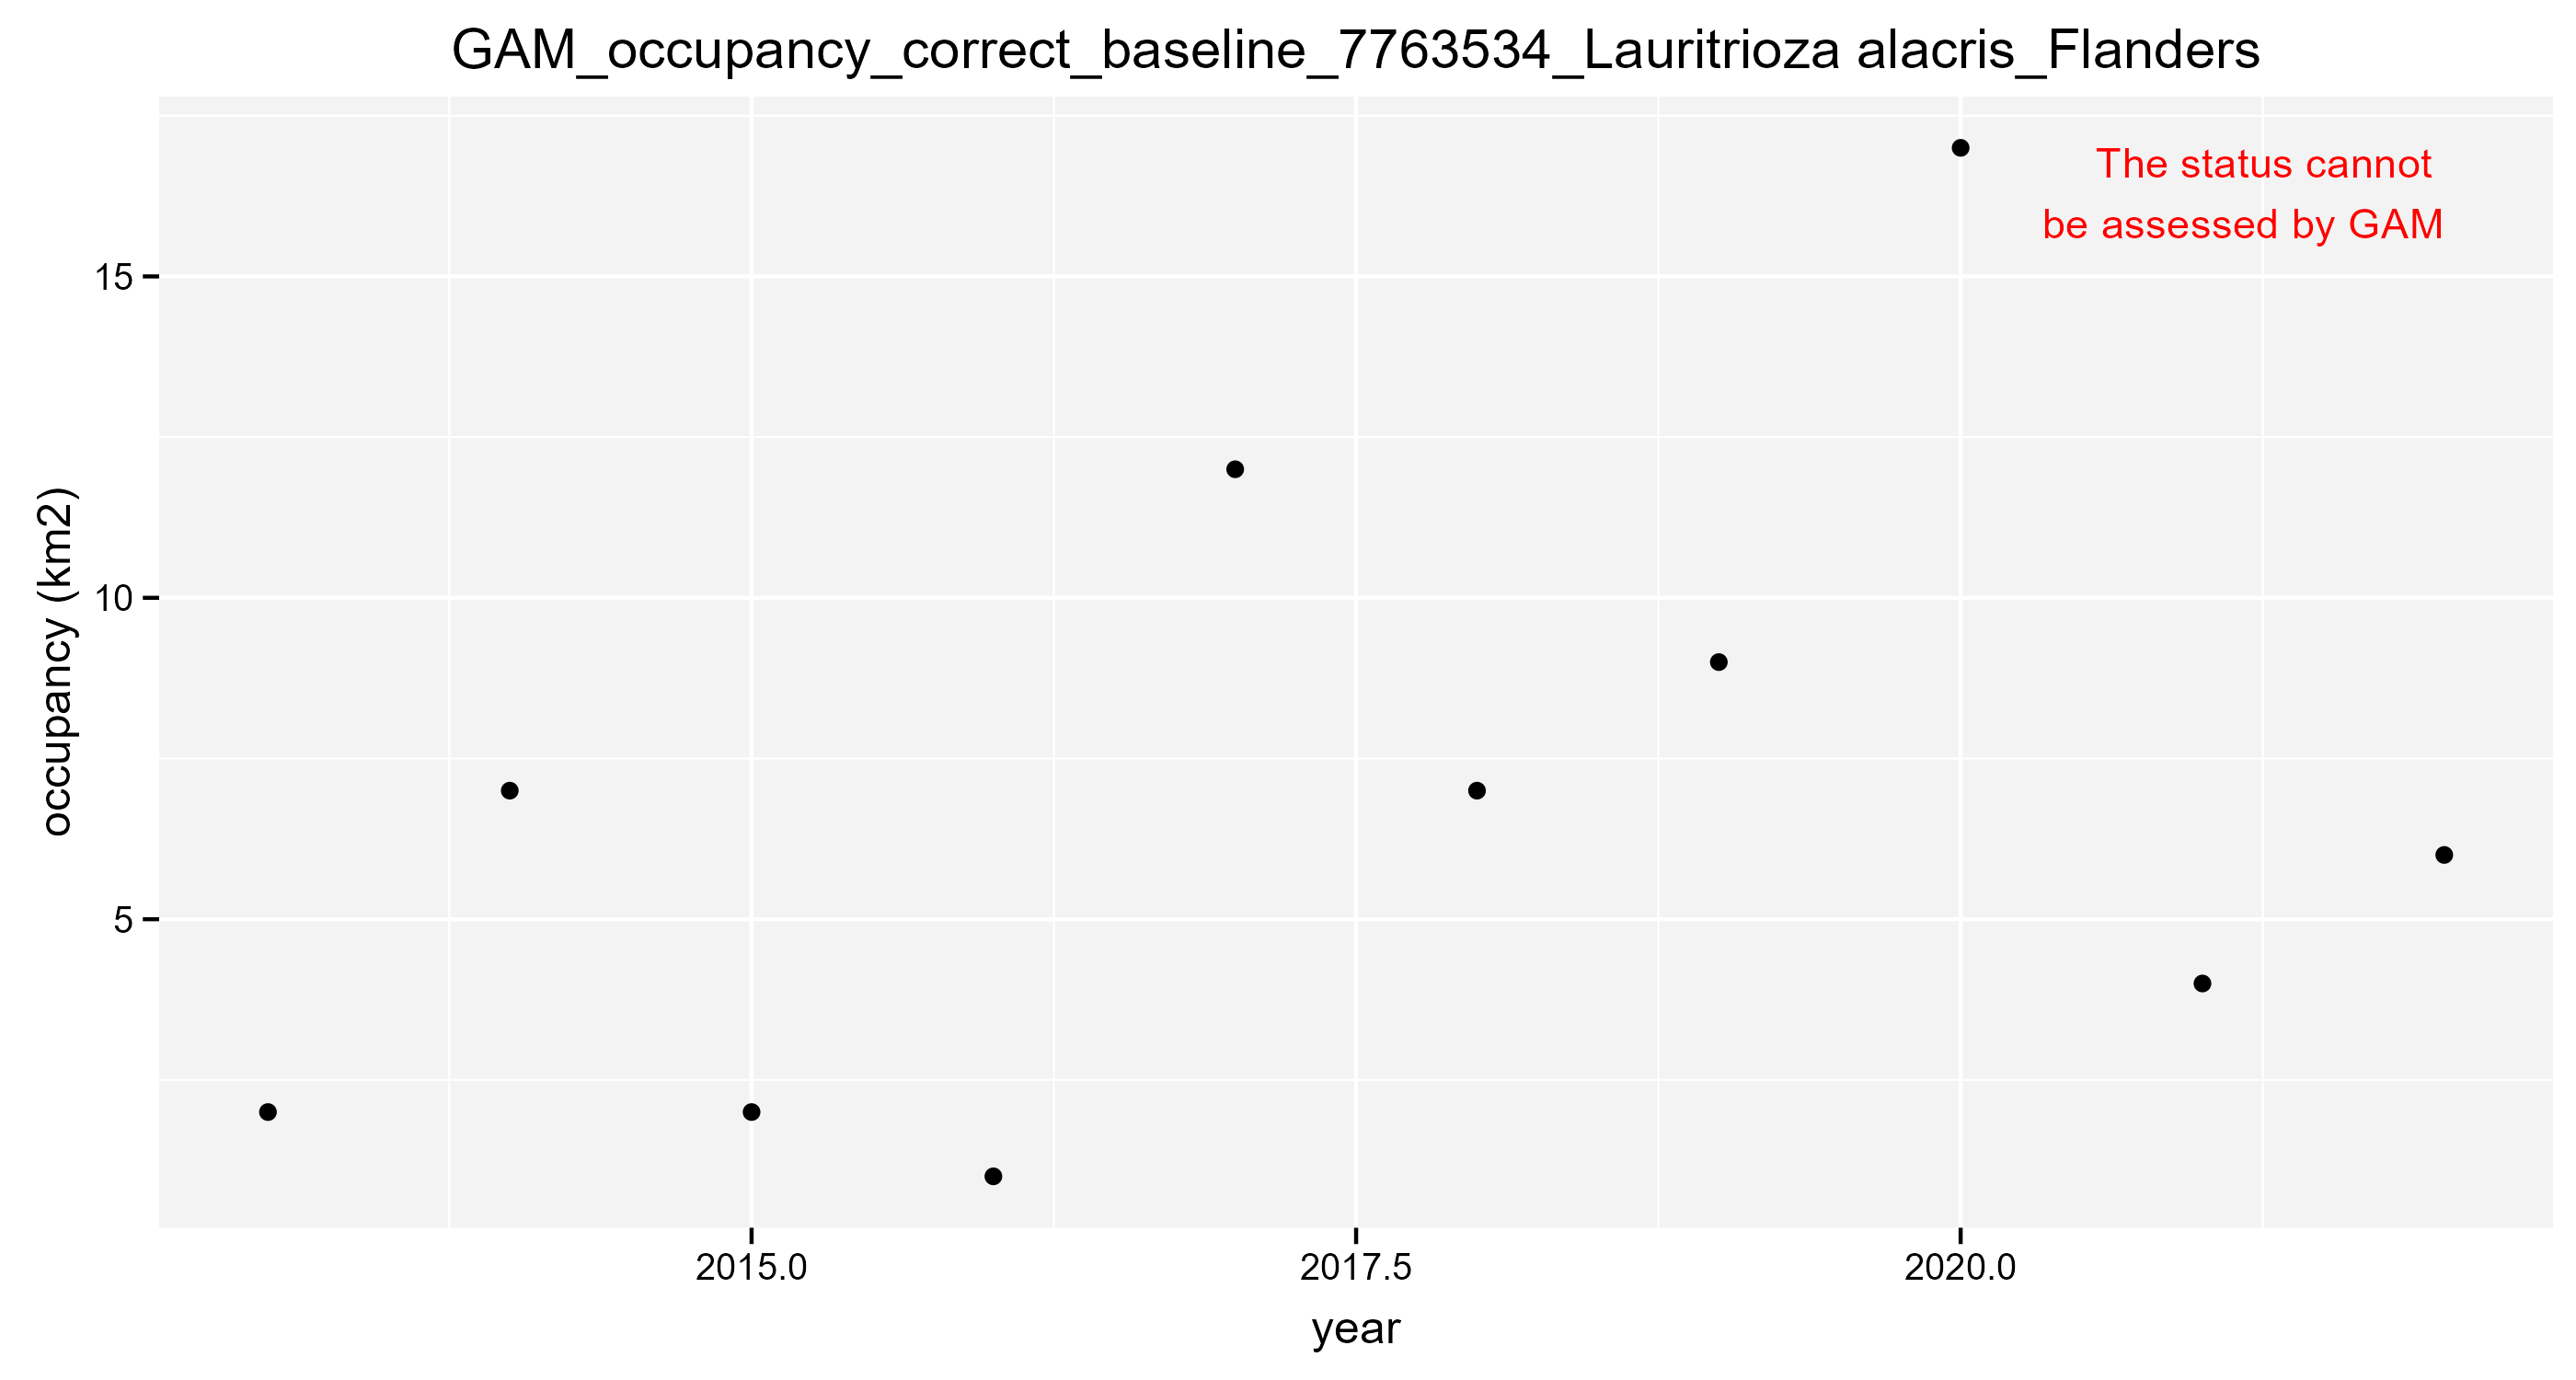 GAM_occupancy_correct_baseline_7763534_Lauritrioza alacris_Flanders
The status cannot
be assessed by GAM
15
10
5
occupancy (km2)
2015.0
2017.5
2020.0
year